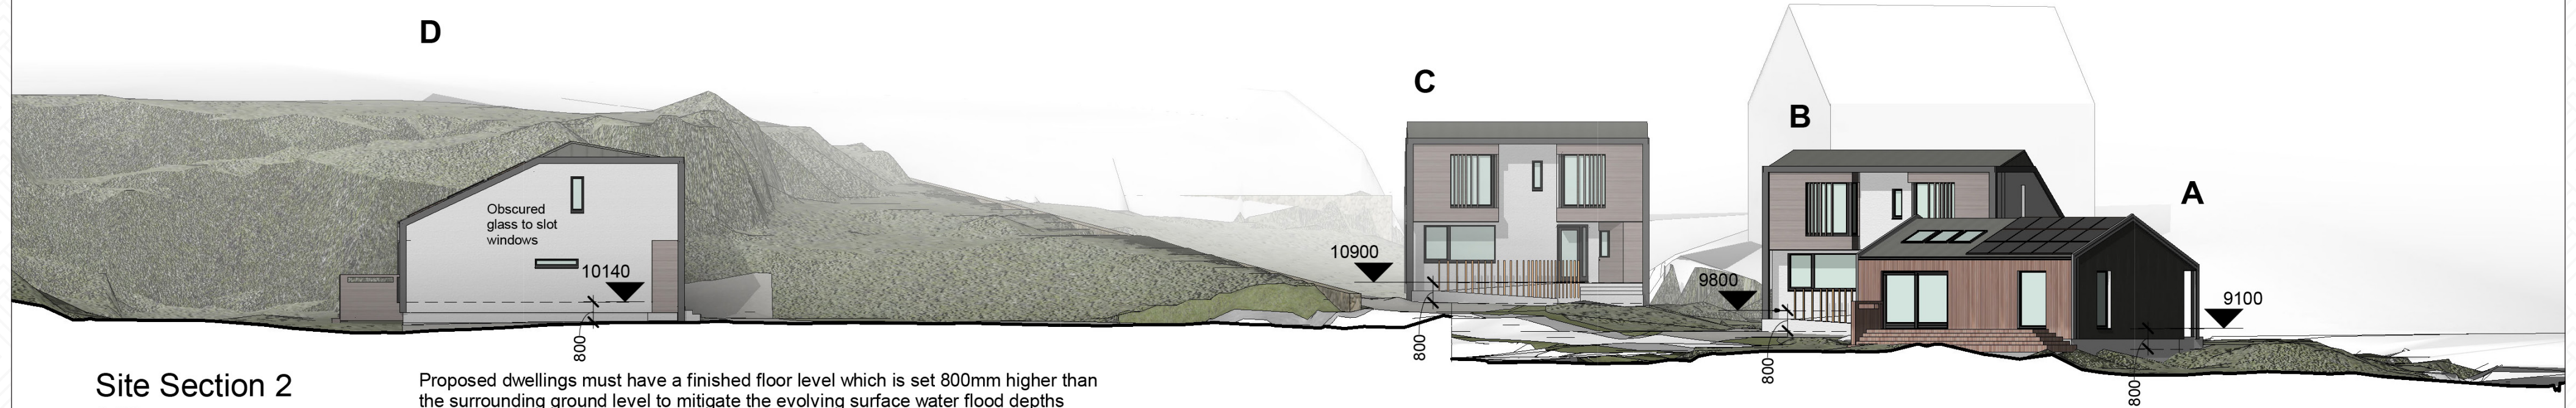 D
C
B
A
Obscured
glass to slot
windows
10140
10900
9800
9100
800
800
800
800
Site Section 2
Proposed dwellings must have a finished floor level which is set 800mm higher than
the surrounding ground level to mitigate the evolving surface water flood depths